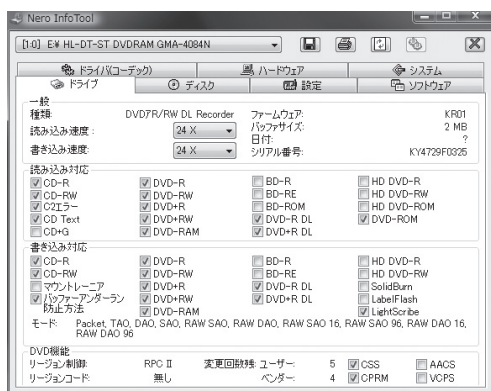 Nero InfoTool
[1:0] E¥ HL-DT-ST DVDRAM GMA-4084N
ドライバ(コーデック) ハードウェア システム
ドライブ ディスク 設定 ソフトウェア
一般
種類: DVD?R/RW DL Recorder ファームウェア: KR01
読み込み速度: 24 X バッファサイズ: 2 MB
日付: ?
書き込み速度: 24 X シリアル番号: KY4729F0325
読み込み対応
CD-R DVD-R BD-R HD DVD-R
CD-RW DVD-RW BD-RE HD DVD-RW
C2エラー DVD+R BD-ROM HD DVD-ROM
CD Text DVD+RW DVD-R DL DVD-ROM
CD+G DVD-RAM DVD+R DL
書き込み対応
CD-R DVD-R BD-R HD DVD-R
CD-RW DVD-RW BD-RE HD DVD-RW
マウントレーニア DVD+R DVD-R DL SolidBurn
バッファーアンダーラン防止方法 DVD+RW DVD+R DL LabelFlash
DVD-RAM LightScribe
モード: Packet, TAO, DAO, SAO, RAW SAO, RAW DAO, RAW SAO 16, RAW SAO 96, RAW DAO 16,
RAW DAO 96
DVD機能
リージョン制御: RPC II 変更回数残: ユーザー: 5 CSS AACS
リージョンコード: 無し ベンダー: 4 CPRM VCPS